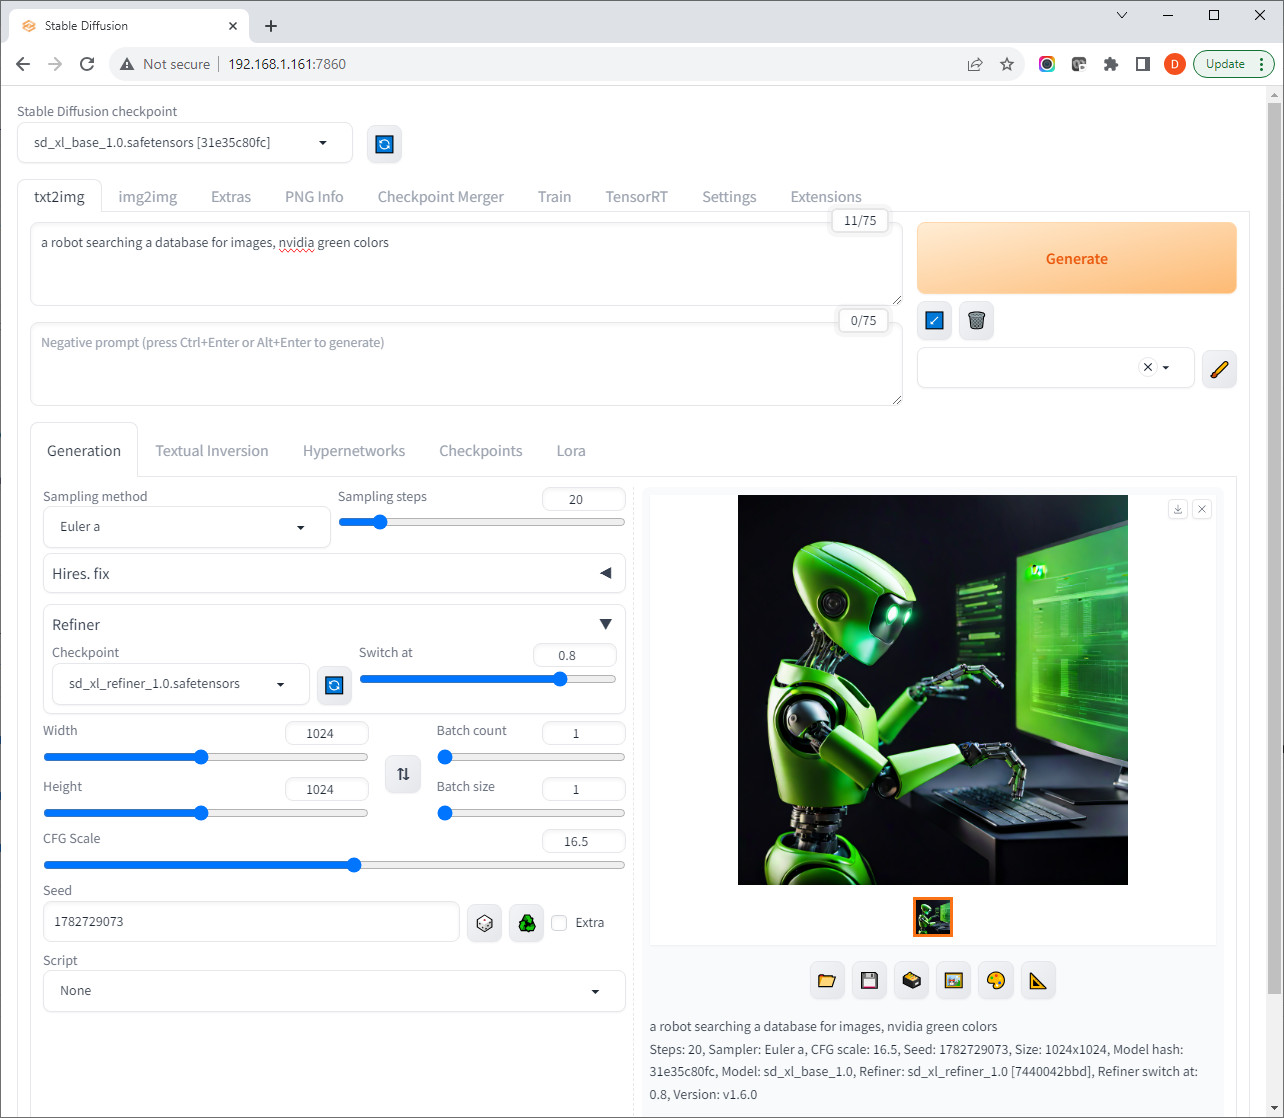 Stable Diffusion
Not secure 192.168.1.161:7860
D
Update
Stable Diffusion checkpoint
sd_xl_base_1.0.safetensors [31e35c80fc]
txt2img img2img Extras PNG Info Checkpoint Merger Train TensorRT Settings Extensions
11/75
a robot searching a database for images, nvidia green colors
Generate
0/75
Negative prompt (press Ctrl+Enter or Alt+Enter to generate)
Generation Textual Inversion Hypernetworks Checkpoints Lora
Sampling method
Euler a
Sampling steps
20
Hires. fix
Refiner
Checkpoint
sd_xl_refiner_1.0.safetensors
Switch at
0.8
Width
1024
Batch count
1
Height
1024
Batch size
1
CFG Scale
16.5
Seed
1782729073
Extra
Script
None
a robot searching a database for images, nvidia green colors
Steps: 20, Sampler: Euler a, CFG scale: 16.5, Seed: 1782729073, Size: 1024x1024, Model hash:
31e35c80fc, Model: sd_xl_base_1.0, Refiner: sd_xl_refiner_1.0 [7440042bbd], Refiner switch at:
0.8, Version: v1.6.0